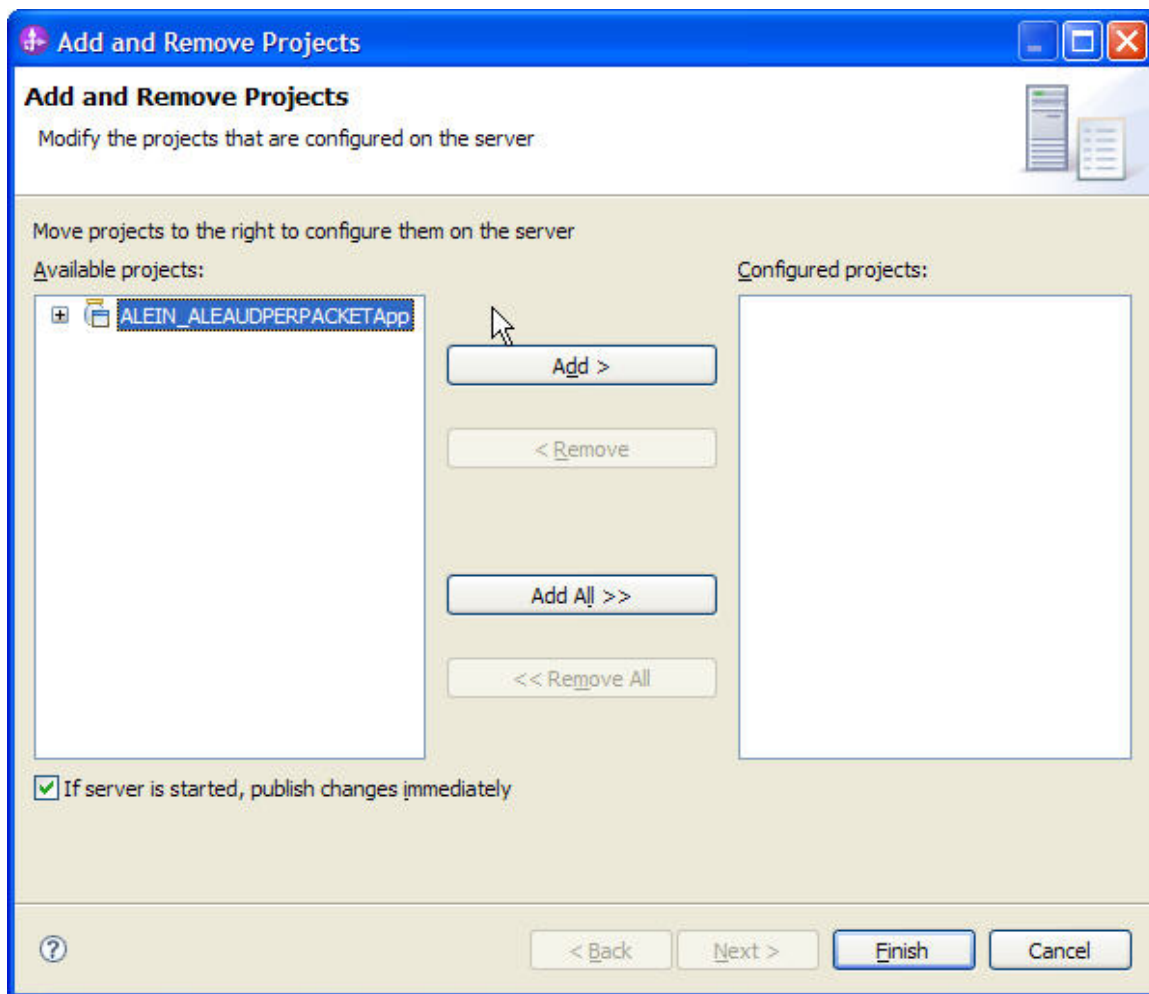 Add and Remove Projects
Add and Remove Projects
Modify the projects that are configured on the server
Move projects to the right to configure them on the server
Available projects:
Configured projects:
ALEIN_ALEAUDPERPACKETApp
Add >
< Remove
Add All >>
<< Remove All
If server is started, publish changes immediately
?
< Back
Next >
Finish
Cancel